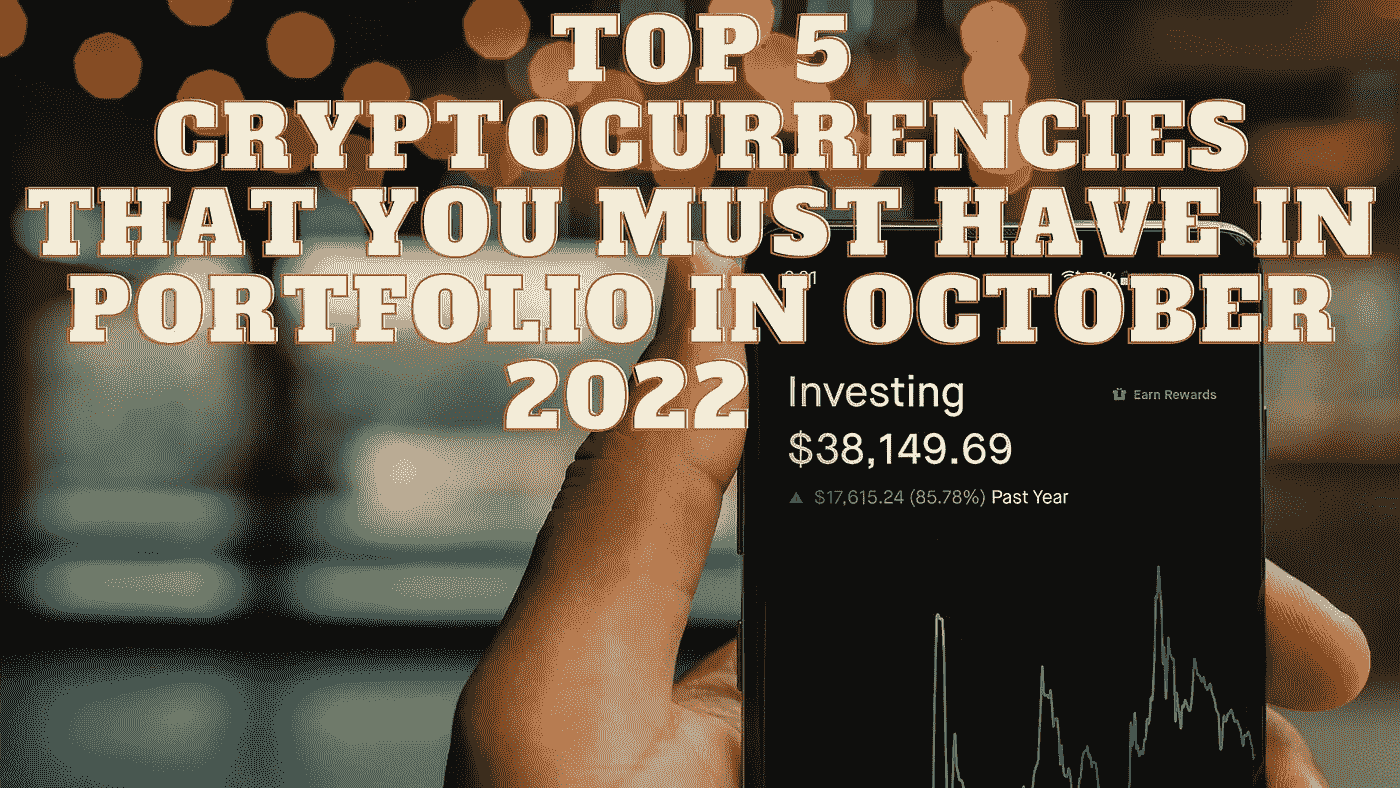 TOP 5
CRYPTOCURRENCIES
THAT YOU MUST HAVE IN
PORTFOLIO IN OCTOBER
2022
Investing
Earn Rewards
$38,149.69
$17,615.24 (85.78%) Past Year